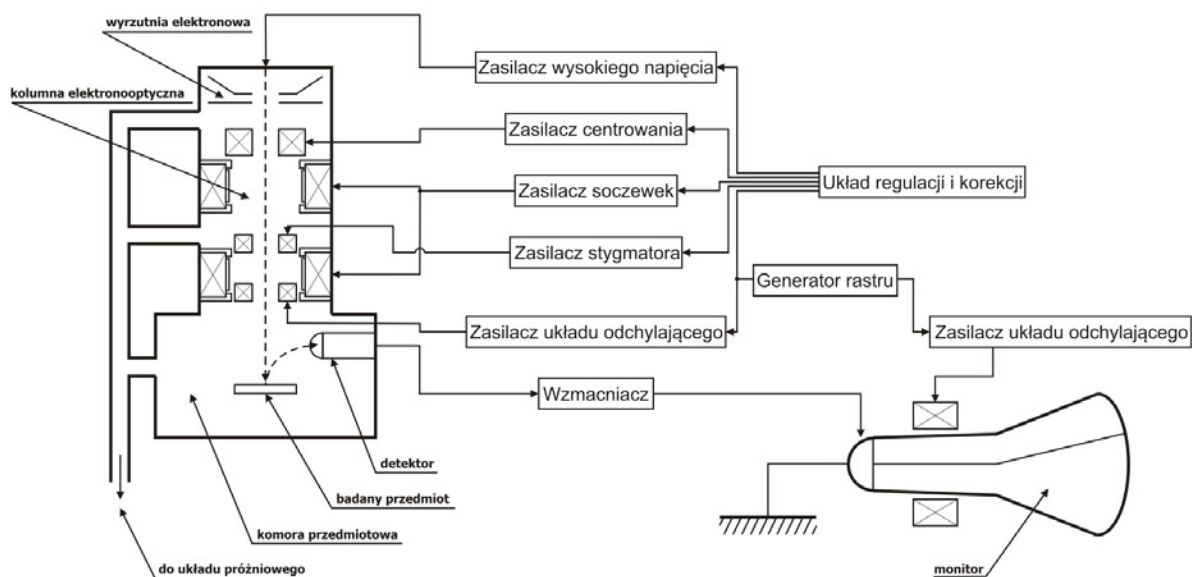 wyrzutnia elektronowa
kolumna elektronooptyczna
Zasilacz wysokiego napięcia
Zasilacz centrowania
Zasilacz soczewek
Układ regulacji i korekcji
Zasilacz stygmatora
Generator rastru
Zasilacz układu odchylającego
Zasilacz układu odchylającego
Wzmacniacz
detektor
badany przedmiot
komora przedmiotowa
do układu próżniowego
monitor